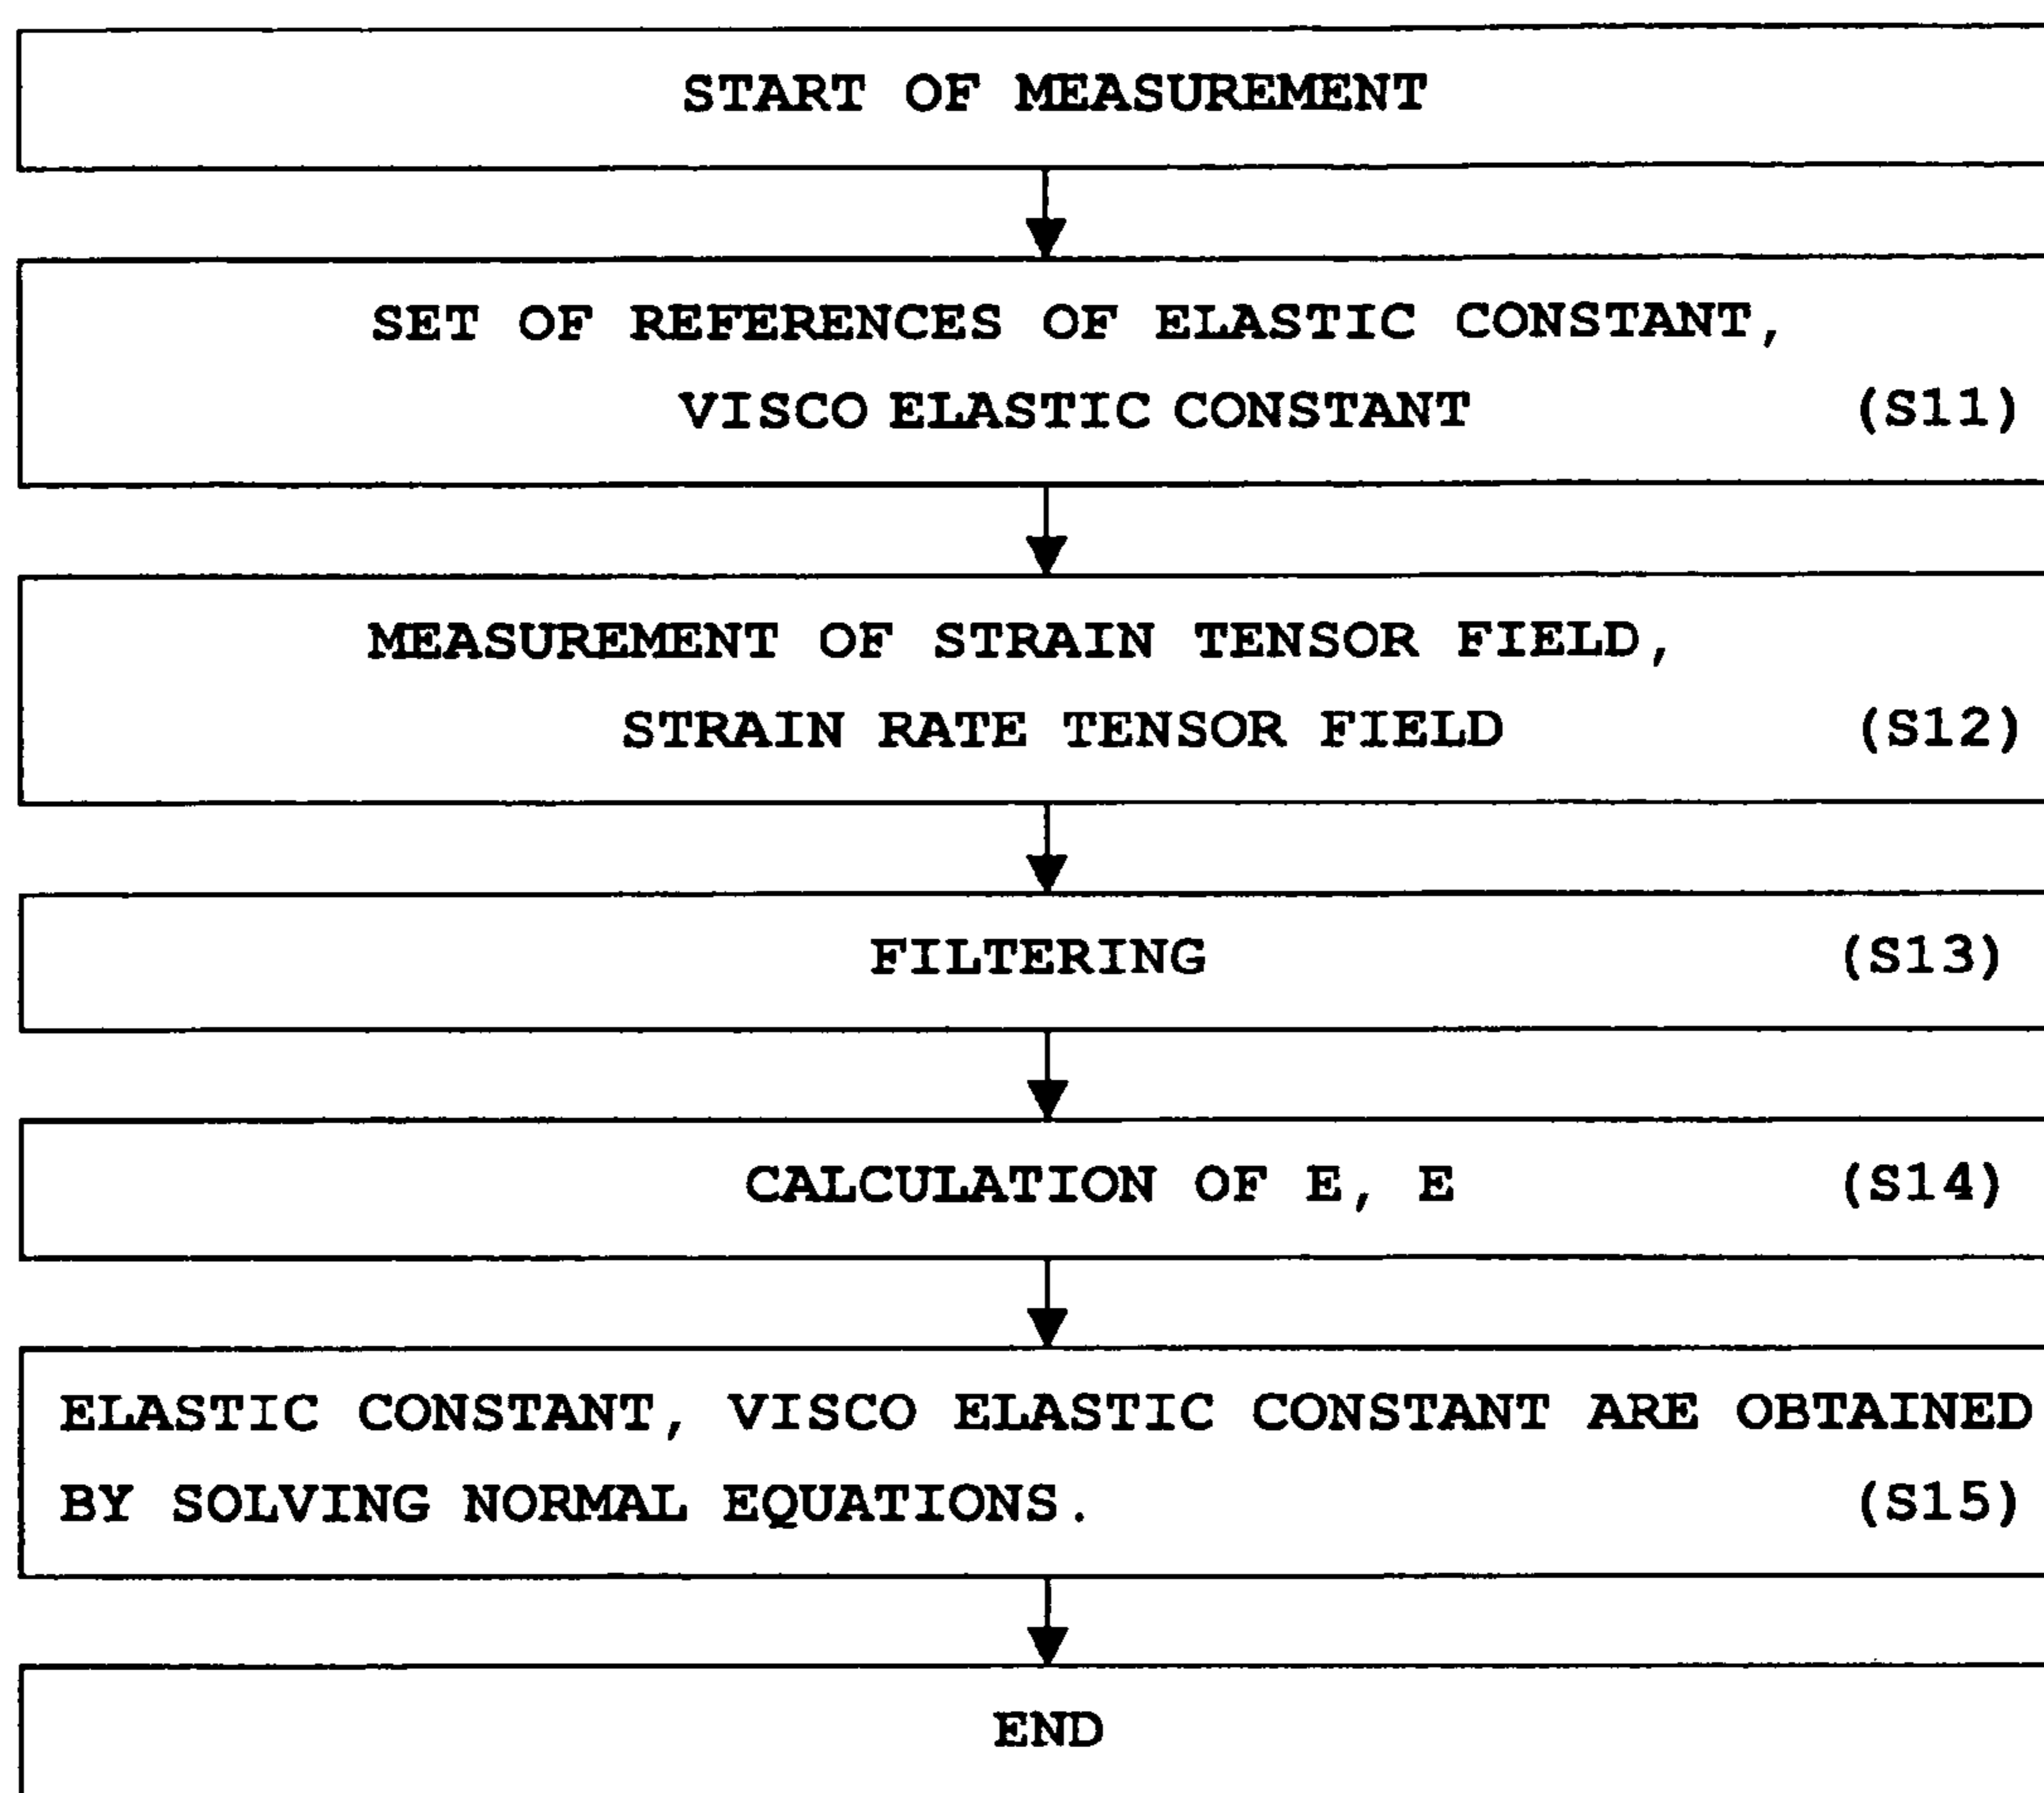 START OF MEASUREMENT
SET OF REFERENCES OF ELASTIC CONSTANT,
VISCO ELASTIC CONSTANT (S11)
MEASUREMENT OF STRAIN TENSOR FIELD,
STRAIN RATE TENSOR FIELD (S12)
FILTERING (S13)
CALCULATION OF E, E (S14)
ELASTIC CONSTANT, VISCO ELASTIC CONSTANT ARE OBTAINED
BY SOLVING NORMAL EQUATIONS. (S15)
END